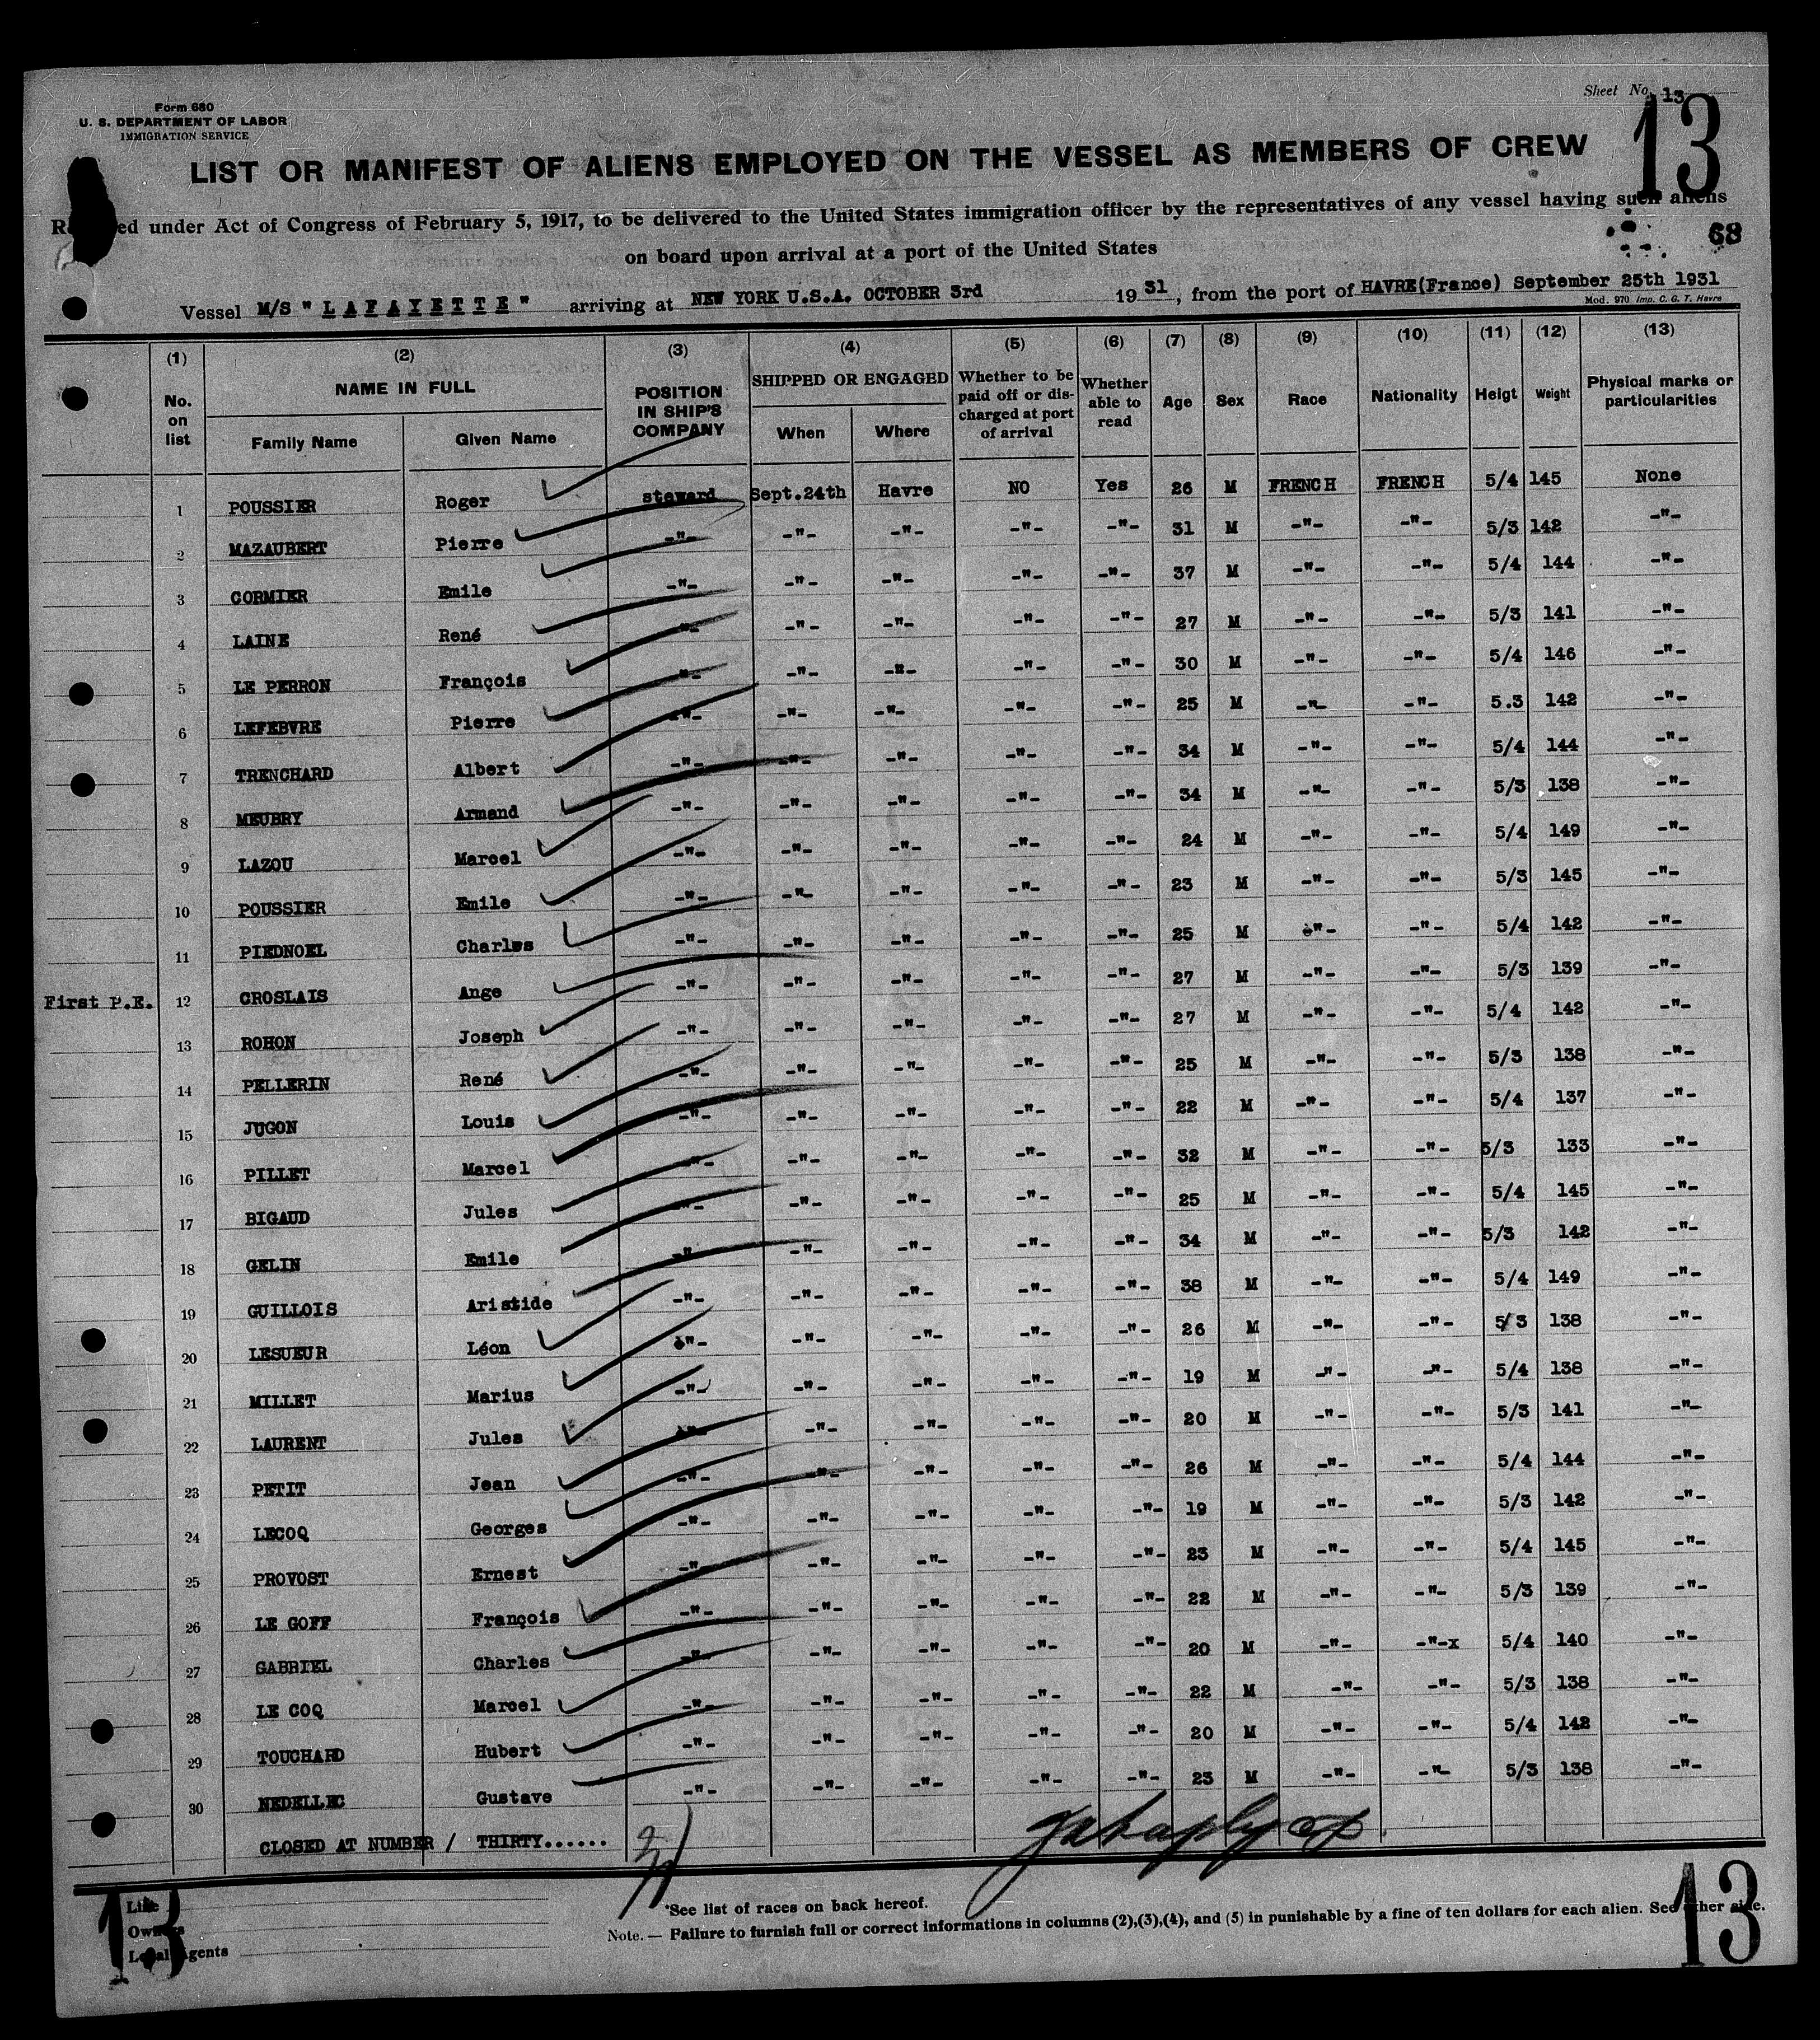 Form 680
U. S. DEPARTMENT OF LABOR
IMMIGRATION SERVICE
Sheet No. 13
13
LIST OR MANIFEST OF ALIENS EMPLOYED ON THE VESSEL AS MEMBERS OF CREW
under Act of Congress of February 5, 1917, to be delivered to the United States immigration officer by the representatives of any vessel having such aliens
on board upon arrival at a port of the United States
68
Vessel M/S " LAFAYETTE " arriving at NEW YORK U.S.A. OCTOBER 3rd 1931, from the port of HAVRE(France) September 25th 1931
Mod. 970 Imp. C. G. T. Havre
(1) (2) (3) (4) (5) (6) (7) (8) (9) (10) (11) (12) (13)
No. on list NAME IN FULL Family Name Given Name POSITION IN SHIP'S COMPANY SHIPPED OR ENGAGED When Where Whether to be paid off or discharged at port of arrival Whether able to read Age Sex Race Nationality Heigt Weight Physical marks or particularities
1 POUSSIER Roger steward Sept.24th Havre NO Yes 26 M FRENCH FRENCH 5/4 145 None
2 MAZAUBERT Pierre -"- -"- -"- -"- -"- 31 M -"- -"- 5/3 142 -"-
3 CORMIER Emile -"- -"- -"- -"- -"- 37 M -"- -"- 5/4 144 -"-
4 LAINE René -"- -"- -"- -"- -"- 27 M -"- -"- 5/3 141 -"-
5 LE PERRON François -"- -"- -"- -"- -"- 30 M -"- -"- 5/4 146 -"-
6 LEFEBVRE Pierre -"- -"- -"- -"- -"- 25 M -"- -"- 5.3 142 -"-
7 TRENCHARD Albert -"- -"- -"- -"- -"- 34 M -"- -"- 5/4 144 -"-
8 MEUBRY Armand -"- -"- -"- -"- -"- 34 M -"- -"- 5/3 138 -"-
9 LAZOU Marcel -"- -"- -"- -"- -"- 24 M -"- -"- 5/4 149 -"-
10 POUSSIER Emile -"- -"- -"- -"- -"- 23 M -"- -"- 5/3 145 -"-
11 PIEDNOEL Charles -"- -"- -"- -"- -"- 25 M -"- -"- 5/4 142 -"-
First P.E. 12 CROSLAIS Ange -"- -"- -"- -"- -"- 27 M -"- -"- 5/3 139 -"-
13 ROHON Joseph -"- -"- -"- -"- -"- 27 M -"- -"- 5/4 142 -"-
14 PELLERIN René -"- -"- -"- -"- -"- 25 M -"- -"- 5/3 138 -"-
15 JUGON Louis -"- -"- -"- -"- -"- 22 M -"- -"- 5/4 137 -"-
16 PILLET Marcel -"- -"- -"- -"- -"- 32 M -"- -"- 5/3 133 -"-
17 BIGAUD Jules -"- -"- -"- -"- -"- 25 M -"- -"- 5/4 145 -"-
18 GELIN Emile -"- -"- -"- -"- -"- 34 M -"- -"- 5/3 142 -"-
19 GUILLOIS Aristide -"- -"- -"- -"- -"- 38 M -"- -"- 5/4 149 -"-
20 LESUEUR Léon -"- -"- -"- -"- -"- 26 M -"- -"- 5/3 138 -"-
21 MILLET Marius -"- -"- -"- -"- -"- 19 M -"- -"- 5/4 138 -"-
22 LAURENT Jules -"- -"- -"- -"- -"- 20 M -"- -"- 5/3 141 -"-
23 PETIT Jean -"- -"- -"- -"- -"- 26 M -"- -"- 5/4 144 -"-
24 LECOQ Georges -"- -"- -"- -"- -"- 19 M -"- -"- 5/3 142 -"-
25 PROVOST Ernest -"- -"- -"- -"- -"- 23 M -"- -"- 5/4 145 -"-
26 LE GOFF François -"- -"- -"- -"- -"- 22 M -"- -"- 5/3 139 -"-
27 GABRIEL Charles -"- -"- -"- -"- -"- 20 M -"- -"-x 5/4 140 -"-
28 LE COQ Marcel -"- -"- -"- -"- -"- 22 M -"- -"- 5/3 138 -"-
29 TOUCHARD Hubert -"- -"- -"- -"- -"- 20 M -"- -"- 5/4 142 -"-
30 NEDELLEC Gustave -"- -"- -"- -"- -"- 23 M -"- -"- 5/3 138 -"-
CLOSED AT NUMBER / THIRTY......
Line
Owners
Local Agents
13
*See list of races on back hereof.
Note. — Failure to furnish full or correct informations in columns (2),(3),(4), and (5) in punishable by a fine of ten dollars for each alien. See other side.
13